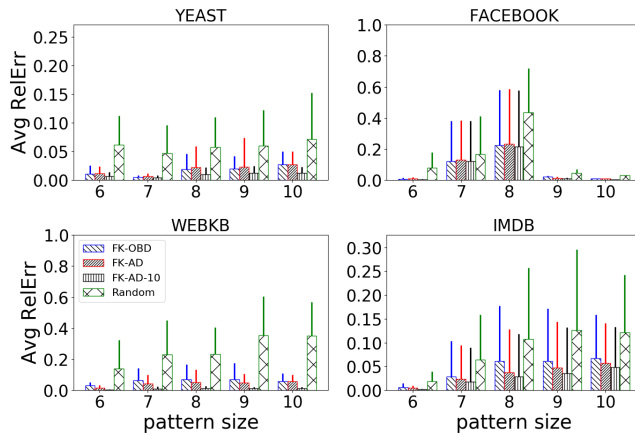 YEAST
FACEBOOK
Avg RelErr
0.25
0.20
0.15
0.10
0.05
0.00
6 7 8 9 10
1.0
0.8
0.6
0.4
0.2
0.0
6 7 8 9 10
WEBKB
IMDB
Avg RelErr
1.0
0.8
0.6
0.4
0.2
0.0
FK-OBD
FK-AD
FK-AD-10
Random
6 7 8 9 10
pattern size
0.30
0.25
0.20
0.15
0.10
0.05
0.00
6 7 8 9 10
pattern size